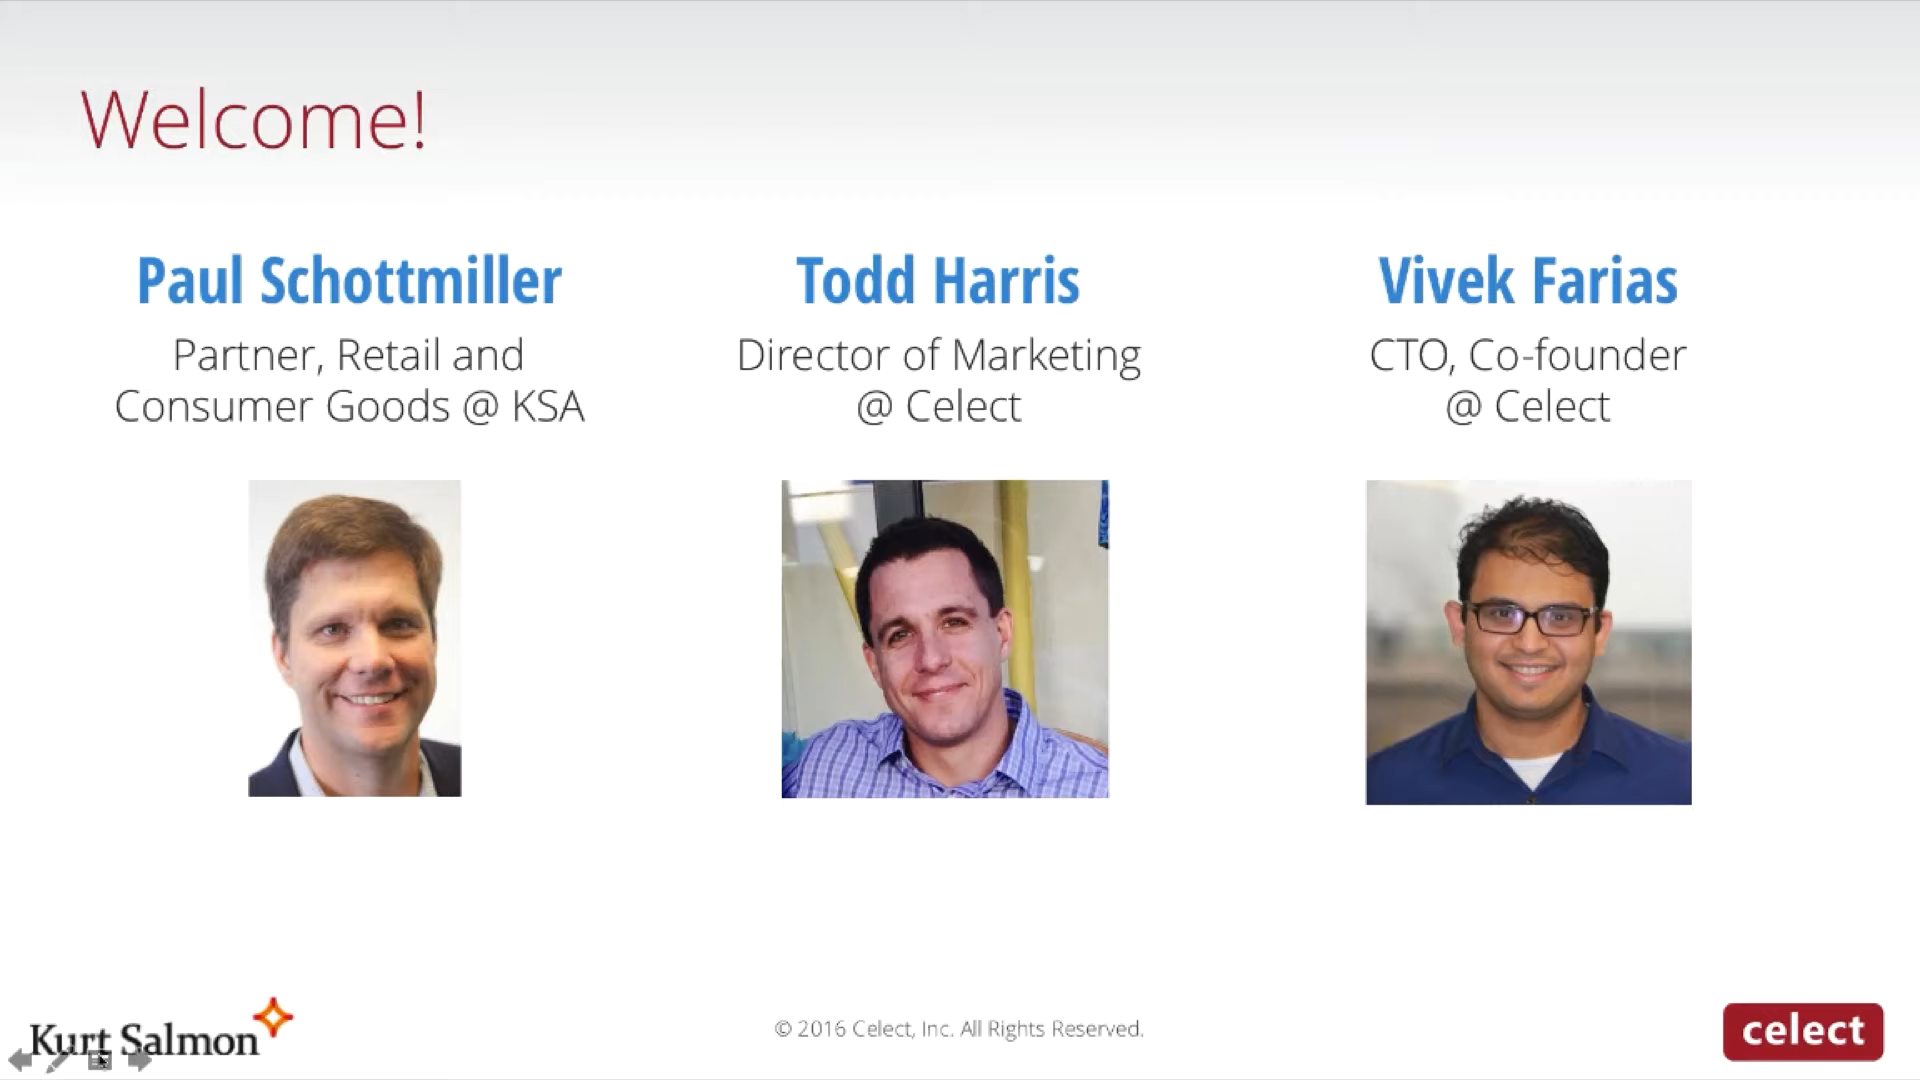 Welcome!
Paul Schottmiller
Partner, Retail and
Consumer Goods @ KSA
Todd Harris
Director of Marketing
@ Celect
Vivek Farias
CTO, Co-founder
@ Celect
Kurt Salmon
© 2016 Celect, Inc. All Rights Reserved.
celect